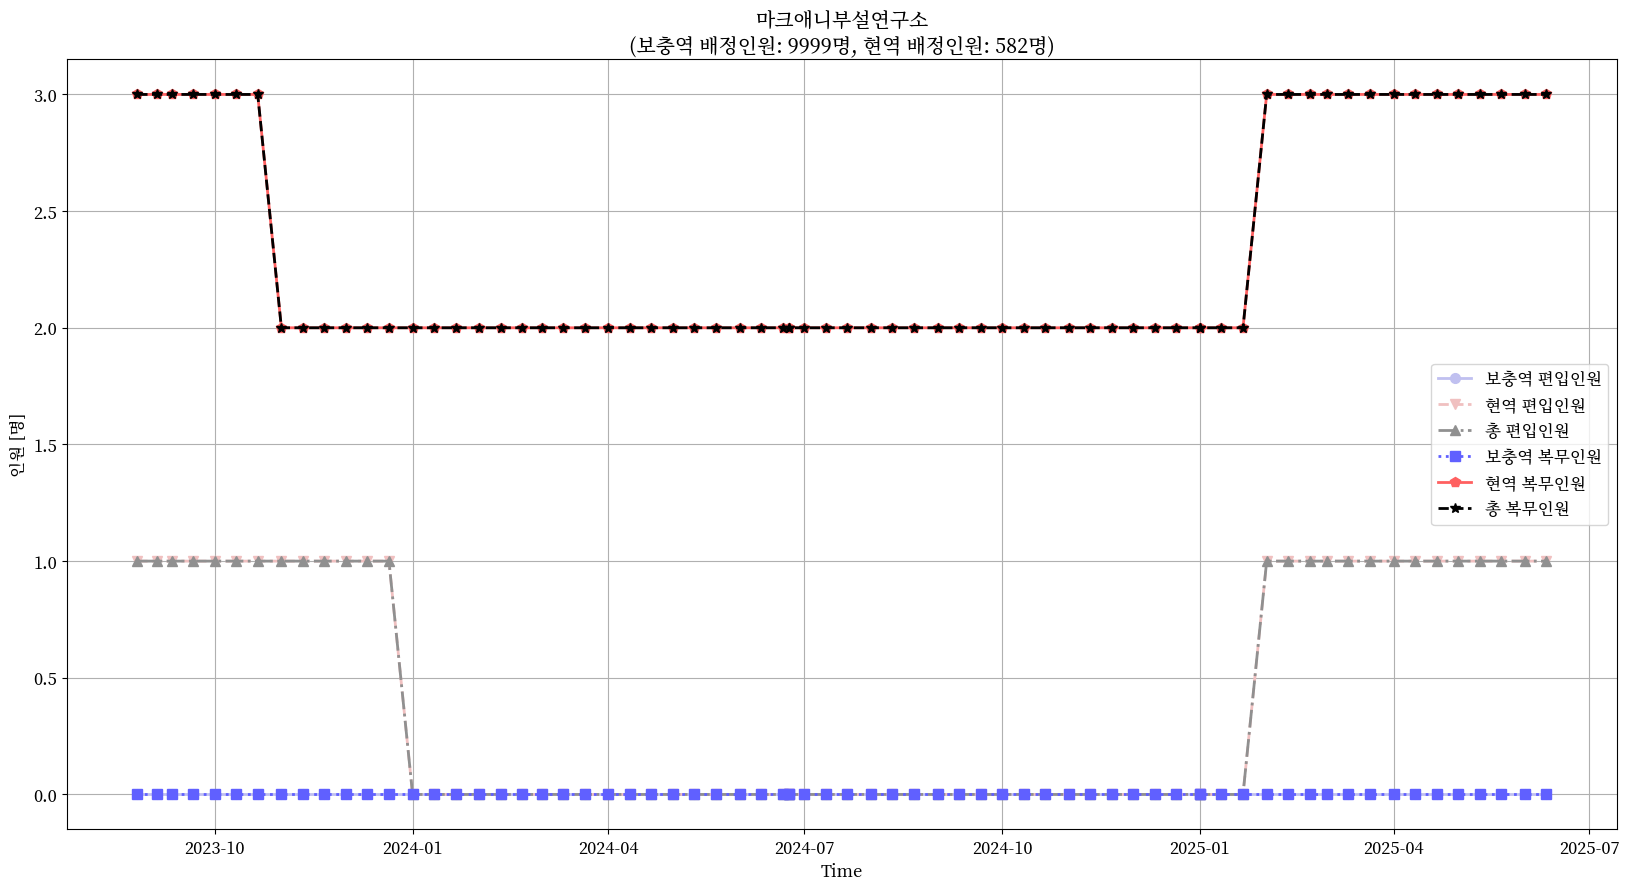 마크애니부설연구소
(보충역 배정인원: 9999명, 현역 배정인원: 582명)
3.0
2.5
2.0
1.5
1.0
0.5
0.0
인원 [명]
보충역 편입인원
현역 편입인원
총 편입인원
보충역 복무인원
현역 복무인원
총 복무인원
2023-10
2024-01
2024-04
2024-07
2024-10
2025-01
2025-04
2025-07
Time